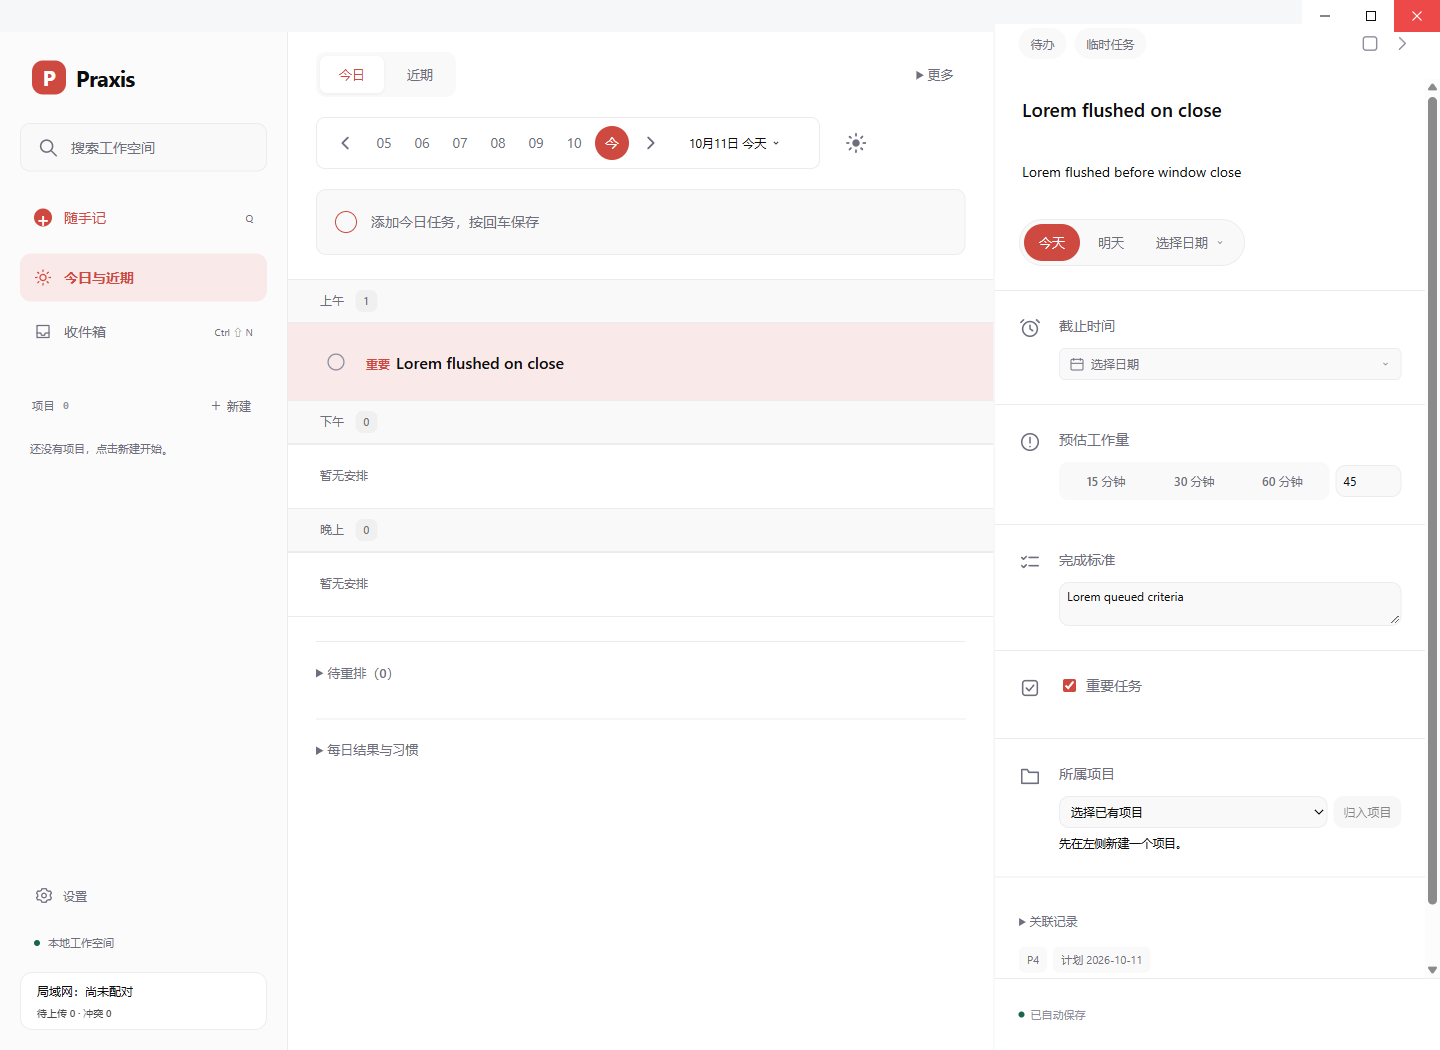 P Praxis
搜索工作空间
随手记 Q
今日与近期
收件箱 Ctrl ⇧ N
项目 0 + 新建
还没有项目，点击新建开始。
设置
本地工作空间
局域网：尚未配对
待上传 0 · 冲突 0
今日 近期 更多
05 06 07 08 09 10 今 10月11日 今天
添加今日任务，按回车保存
上午 1
重要 Lorem flushed on close
下午 0
暂无安排
晚上 0
暂无安排
待重排（0）
每日结果与习惯
待办 临时任务
Lorem flushed on close
Lorem flushed before window close
今天 明天 选择日期
截止时间
选择日期
预估工作量
15 分钟 30 分钟 60 分钟 45
完成标准
Lorem queued criteria
重要任务
所属项目
选择已有项目 归入项目
先在左侧新建一个项目。
关联记录
P4 计划 2026-10-11
已自动保存